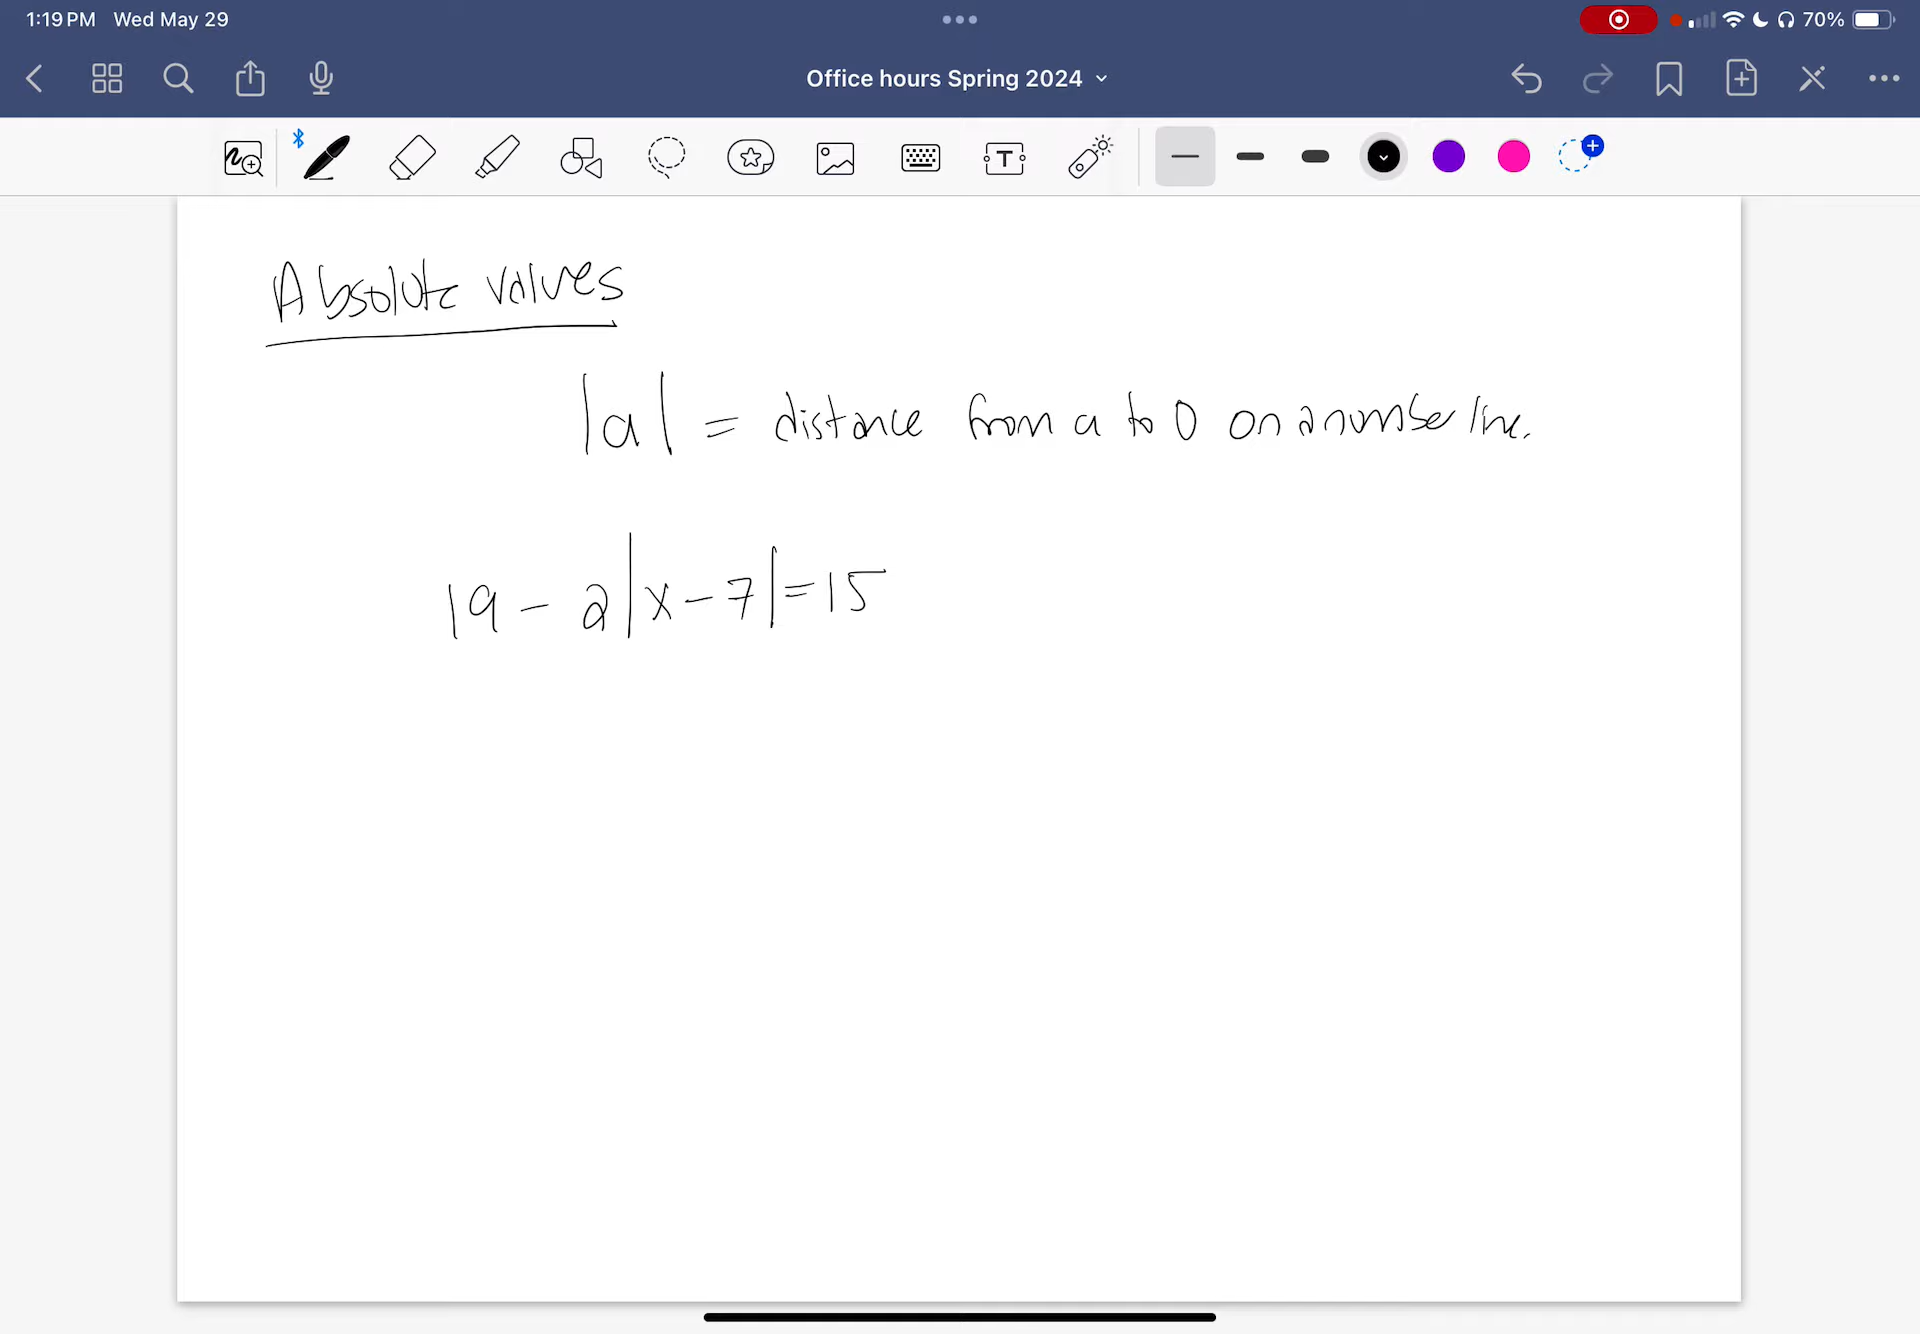 1:19 PM Wed May 29
70%
Office hours Spring 2024
Absolute values
|a| = distance from a to 0 on a number line.
19 - 2|x-7|=15